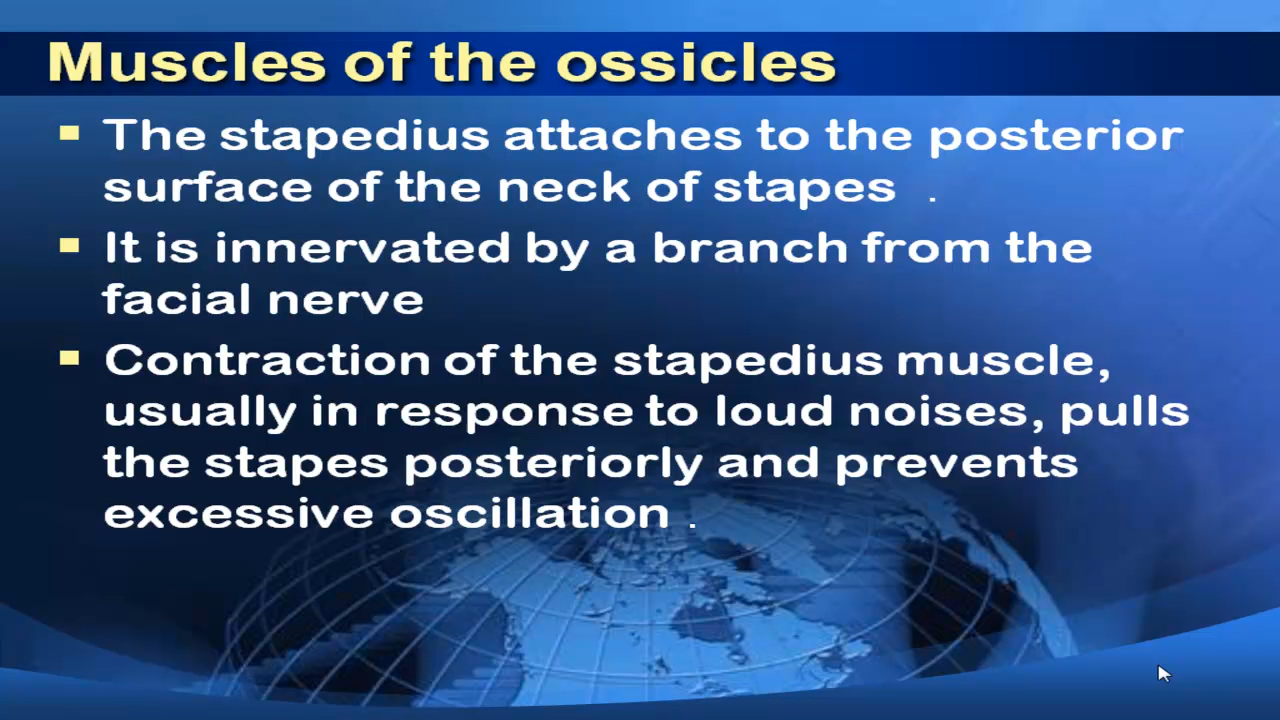 Muscles of the ossicles
▪ The stapedius attaches to the posterior
surface of the neck of stapes .
▪ It is innervated by a branch from the
facial nerve
▪ Contraction of the stapedius muscle,
usually in response to loud noises, pulls
the stapes posteriorly and prevents
excessive oscillation .